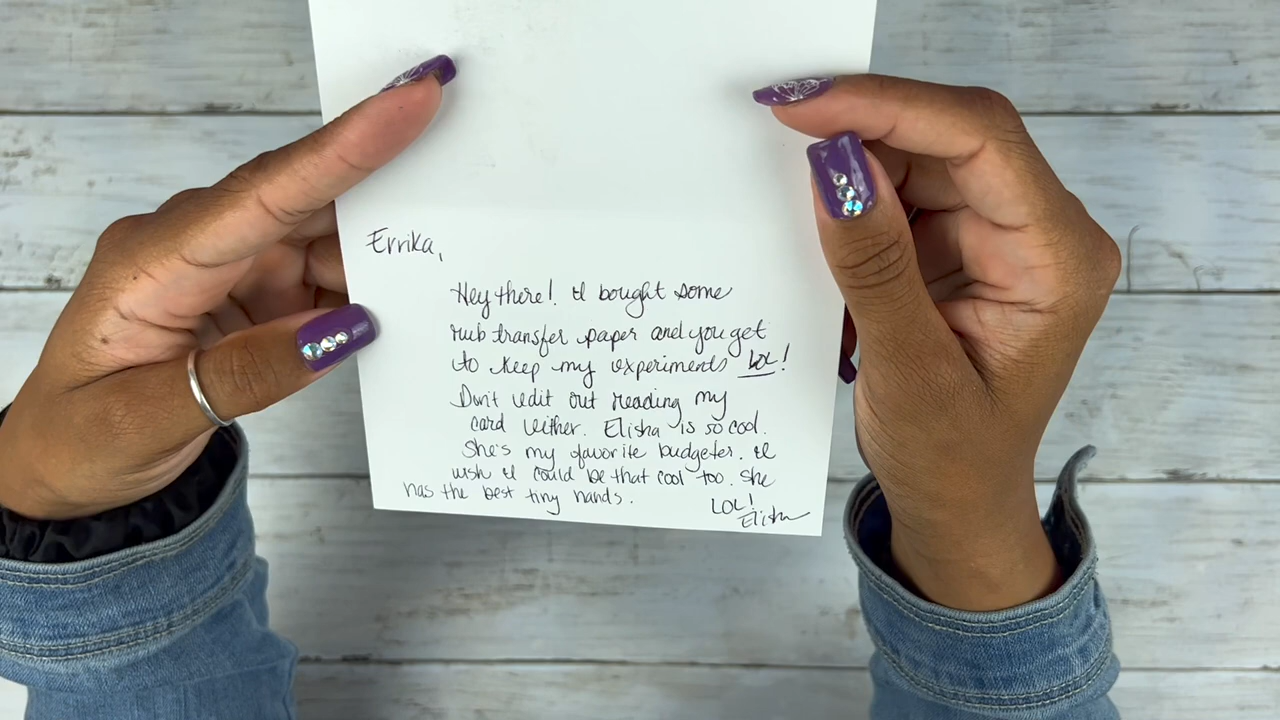 Errika,
Hey there! I bought some
rub transfer paper and you get
to keep my experiments LOL!
Don't edit out reading my
card either. Elisha is so cool.
She's my favorite budgeter. I
wish I could be that cool too. She
has the best tiny hands.
LOL!
Elisha